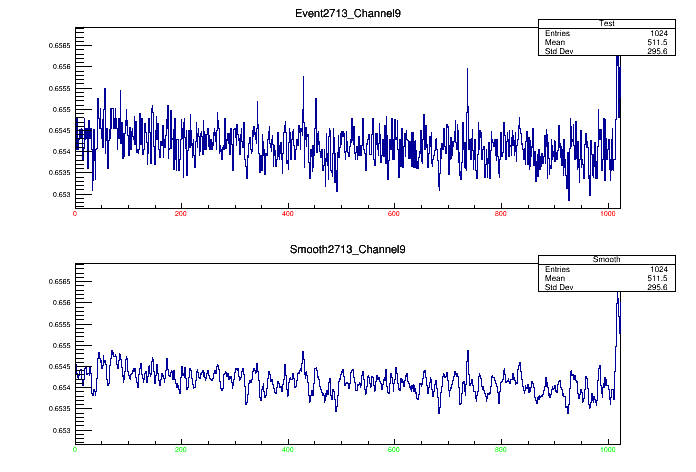 Event2713_Channel9
Test
Entries 1024
Mean 511.5
Std Dev 295.6
0.6565
0.656
0.6555
0.655
0.6545
0.654
0.6535
0.653
0 200 400 600 800 1000
Smooth2713_Channel9
Smooth
Entries 1024
Mean 511.5
Std Dev 295.6
0.6565
0.656
0.6555
0.655
0.6545
0.654
0.6535
0.653
0 200 400 600 800 1000